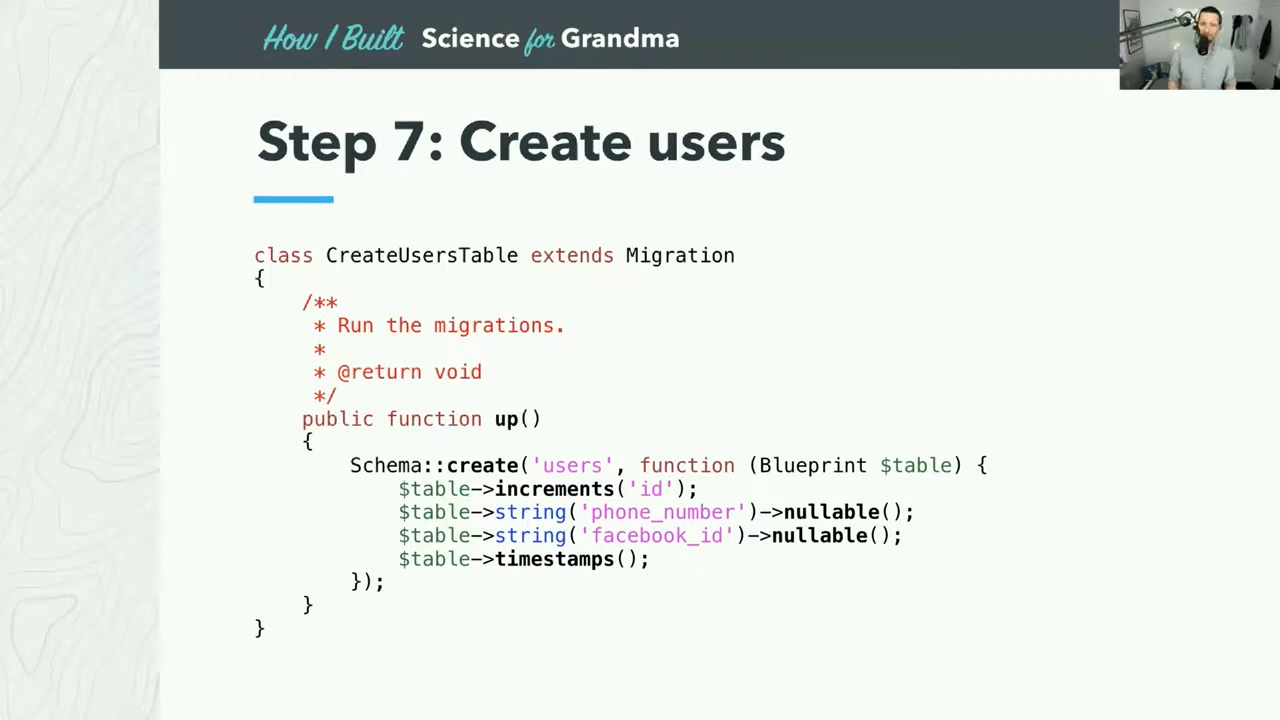 How I Built Science for Grandma
Step 7: Create users
class CreateUsersTable extends Migration
{
    /**
     * Run the migrations.
     *
     * @return void
     */
    public function up()
    {
        Schema::create('users', function (Blueprint $table) {
            $table->increments('id');
            $table->string('phone_number')->nullable();
            $table->string('facebook_id')->nullable();
            $table->timestamps();
        });
    }
}